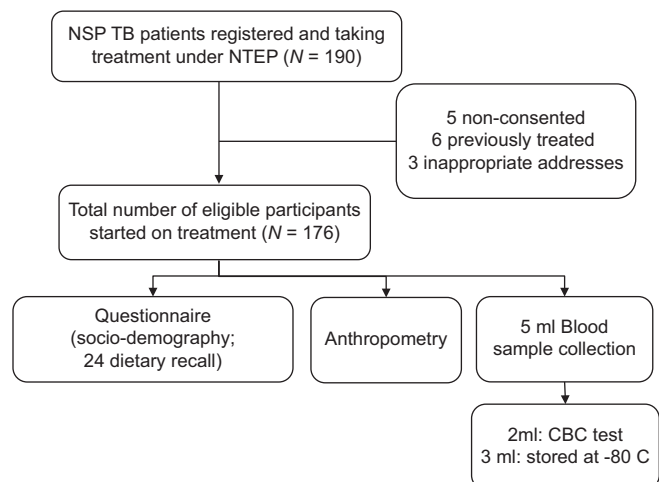 NSP TB patients registered and taking
treatment under NTEP (N = 190)
5 non-consented
6 previously treated
3 inappropriate addresses
Total number of eligible participants
started on treatment (N = 176)
Questionnaire
(socio-demography;
24 dietary recall)
Anthropometry
5 ml Blood
sample collection
2ml: CBC test
3 ml: stored at -80 C